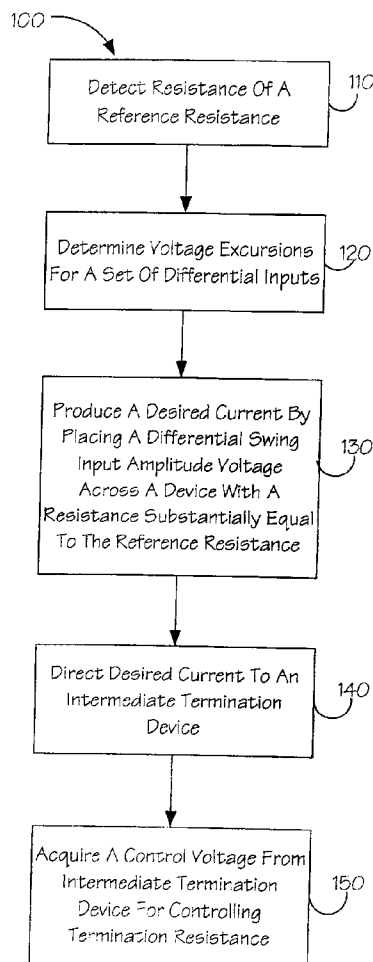 100
Detect Resistance Of A
Reference Resistance
110
Determine Voltage Excursions
For A Set Of Differential Inputs
120
Produce A Desired Current By
Placing A Differential Swing
Input Amplitude Voltage
Across A Device With A
Resistance Substantially Equal
To The Reference Resistance
130
Direct Desired Current To An
Intermediate Termination
Device
140
Acquire A Control Voltage From
Intermediate Termination
Device For Controlling
Termination Resistance
150